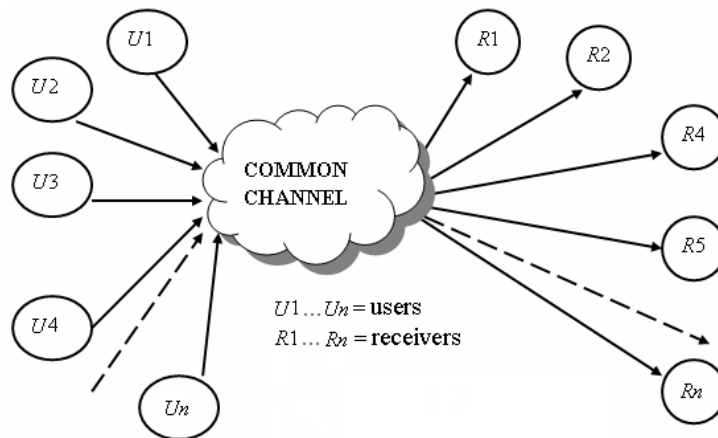 U1
U2
U3
U4
Un
COMMON
CHANNEL
R1
R2
R4
R5
Rn
U1…Un = users
R1… Rn = receivers